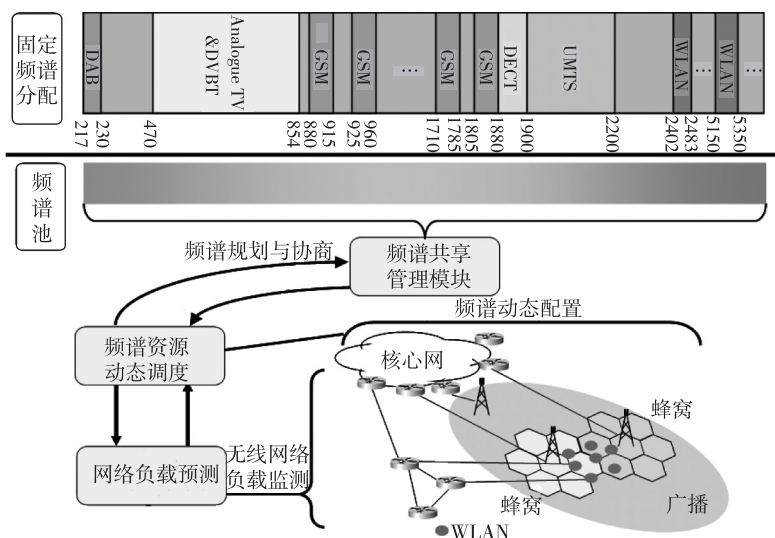 固定
频谱
分配
DAB
Analogue TV
&DVBT
GSM
GSM
...
GSM
GSM
DECT
UMTS
WLAN
...
WLAN
...
217
230
470
854
880
915
925
960
1710
1785
1805
1880
1900
2200
2402
2483
5150
5350
频
谱
池
频谱规划与协商
频谱共享
管理模块
频谱动态配置
频谱资源
动态调度
核心网
蜂窝
网络负载预测
无线网络
负载监测
蜂窝
广播
WLAN